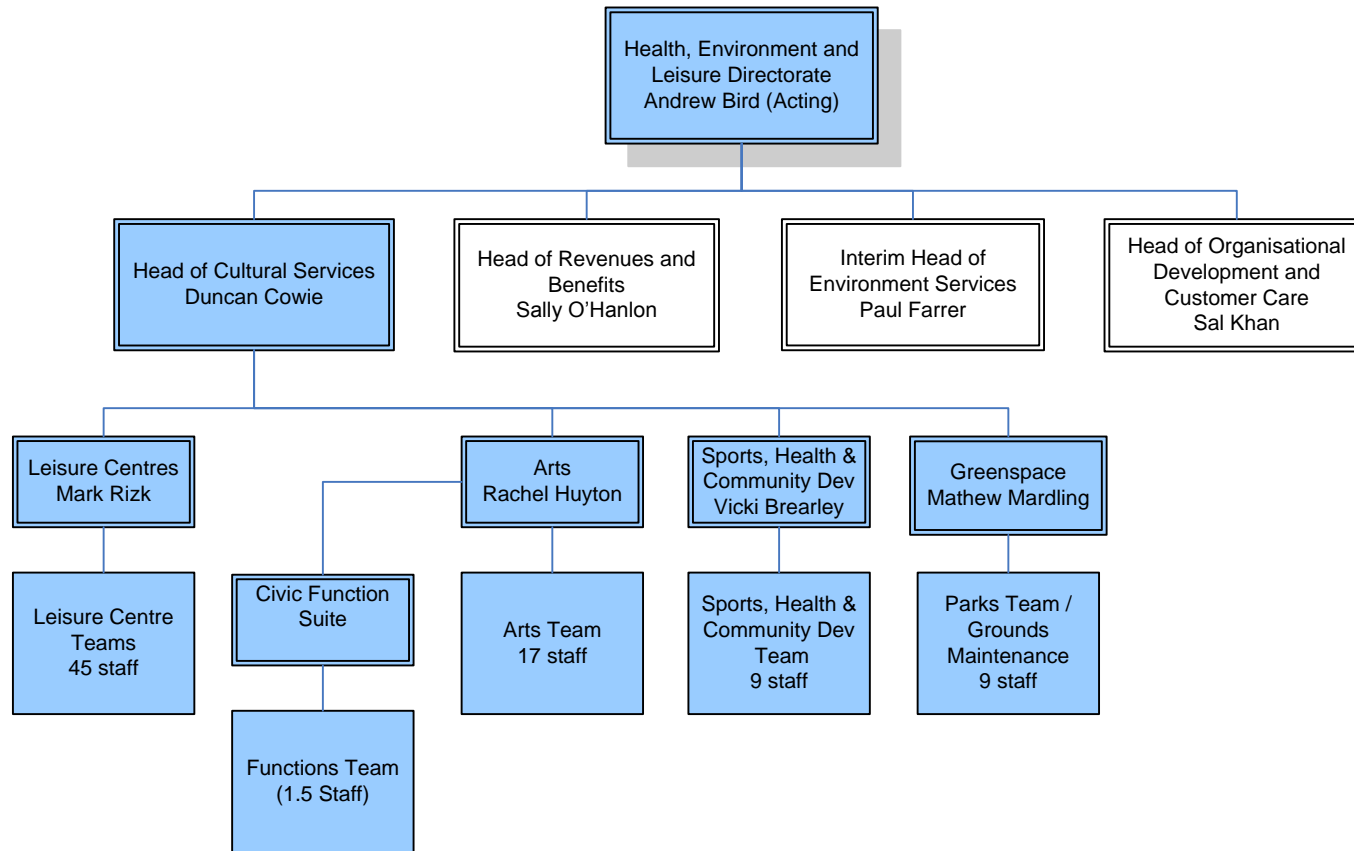 Health, Environment and
Leisure Directorate
Andrew Bird (Acting)
Head of Cultural Services
Duncan Cowie
Head of Revenues and
Benefits
Sally O’Hanlon
Interim Head of
Environment Services
Paul Farrer
Head of Organisational
Development and
Customer Care
Sal Khan
Leisure Centres
Mark Rizk
Arts
Rachel Huyton
Sports, Health &
Community Dev
Vicki Brearley
Greenspace
Mathew Mardling
Leisure Centre
Teams
45 staff
Civic Function
Suite
Arts Team
17 staff
Sports, Health &
Community Dev
Team
9 staff
Parks Team /
Grounds
Maintenance
9 staff
Functions Team
(1.5 Staff)